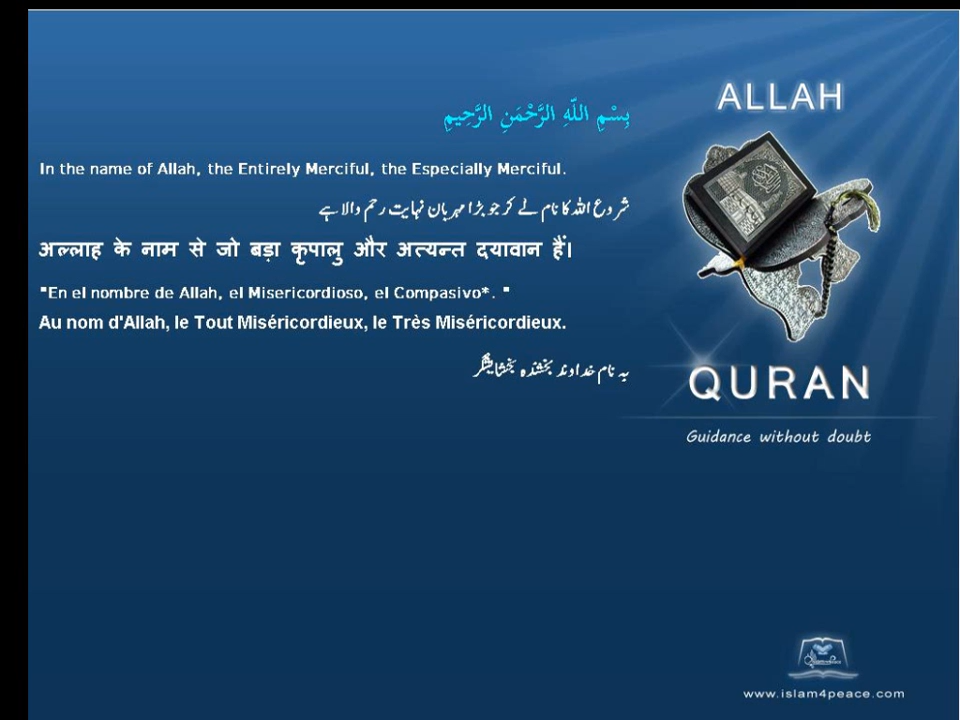 بِسْمِ اللَّهِ الرَّحْمَنِ الرَّحِيمِ
In the name of Allah, the Entirely Merciful, the Especially Merciful.
شروع الله کا نام لے کر جو بڑا مہربان نہایت رحم والا ہے
अल्लाह के नाम से जो बड़ा कृपालु और अत्यन्त दयावान हैं।
"En el nombre de Allah, el Misericordioso, el Compasivo*. "
Au nom d'Allah, le Tout Miséricordieux, le Très Miséricordieux.
به نام خداوند بخشنده بخشایشگر
ALLAH
QURAN
Guidance without doubt
www.islam4peace.com